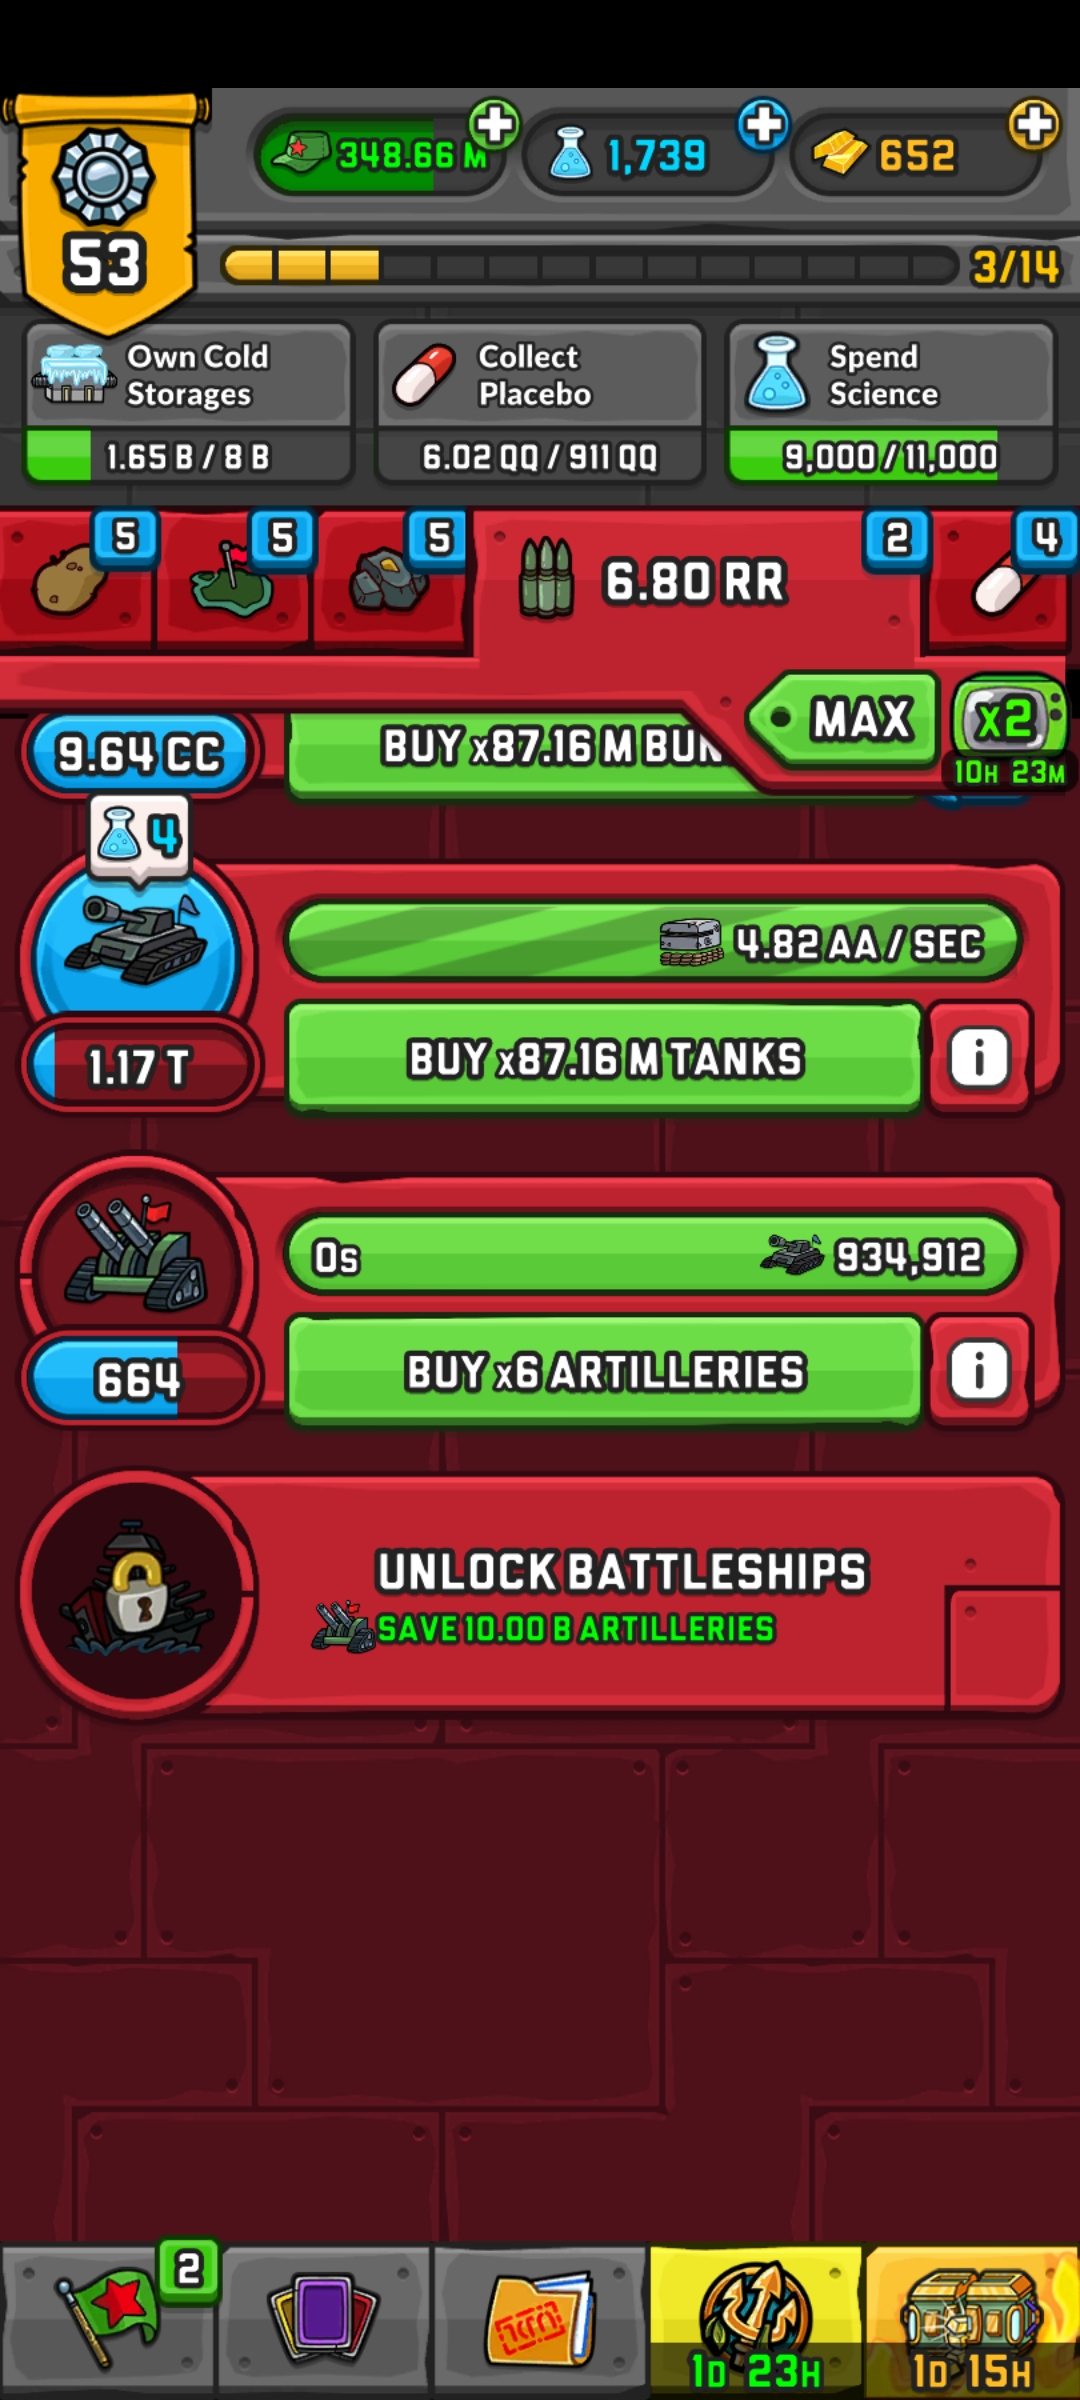 53
348.66 M
1,739
652
3/14
Own Cold
Storages
1.65 B / 8 B
Collect
Placebo
6.02 QQ / 911 QQ
Spend
Science
9,000 / 11,000
5
5
5
6.80 RR
2
4
MAX
x2
10H 23M
9.64 CC
BUY x87.16 M BUN
4
4.82 AA / SEC
1.17 T
BUY x87.16 M TANKS
i
0s
934,912
664
BUY x6 ARTILLERIES
i
UNLOCK BATTLESHIPS
SAVE 10.00 B ARTILLERIES
2
1D 23H
1D 15H